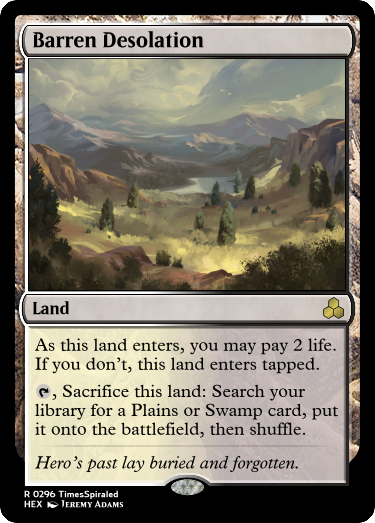 Barren Desolation
Land
As this land enters, you may pay 2 life.
If you don't, this land enters tapped.
, Sacrifice this land: Search your
library for a Plains or Swamp card, put
it onto the battlefield, then shuffle.
Hero's past lay buried and forgotten.
R 0296 TimesSpiraled
HEX Jeremy Adams